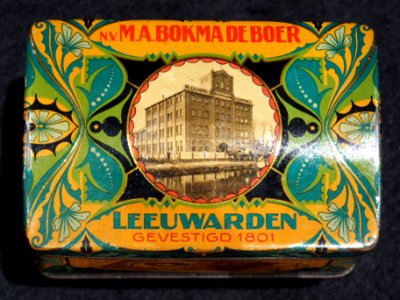 N.V. M.A. BOKMA DE BOER
LEEUWARDEN
GEVESTIGD 1801